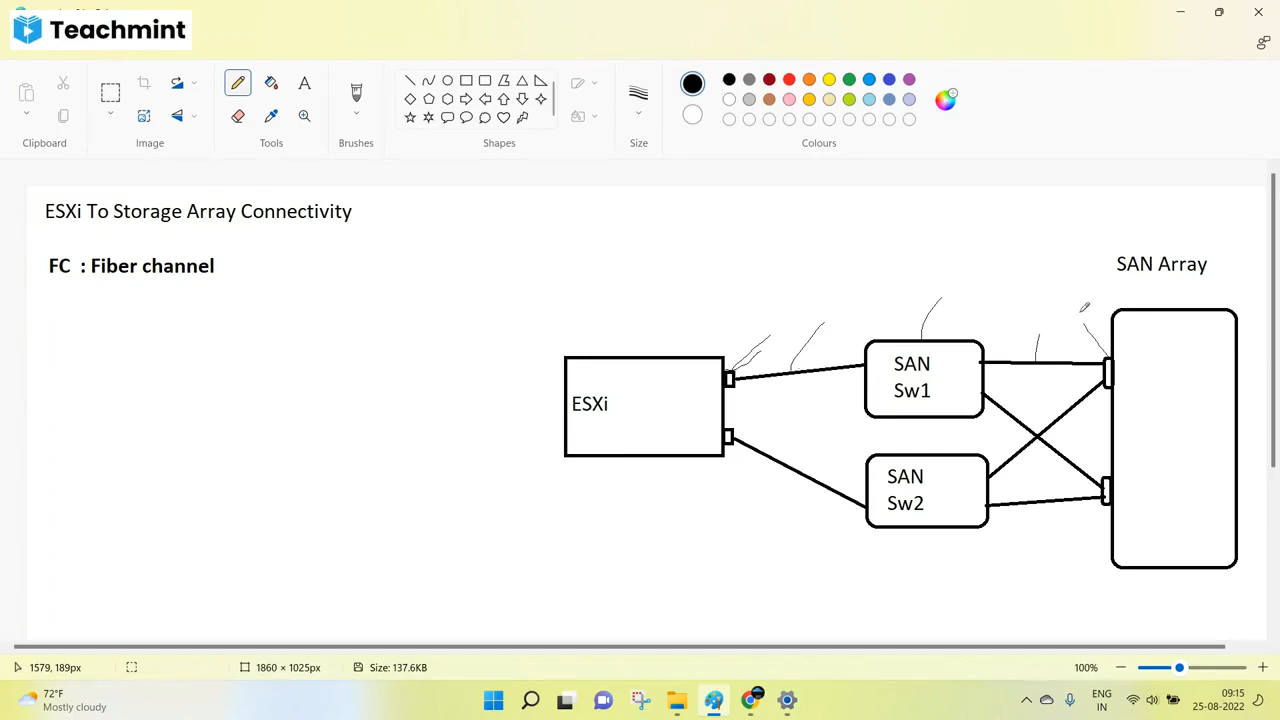 Teachmint
Clipboard
Image
Tools
Brushes
Shapes
Size
Colours
ESXi To Storage Array Connectivity
FC : Fiber channel
SAN Array
ESXi
SAN
Sw1
SAN
Sw2
1579, 189px
1860 × 1025px
Size: 137.6KB
100%
72°F
Mostly cloudy
ENG
IN
09:15
25-08-2022